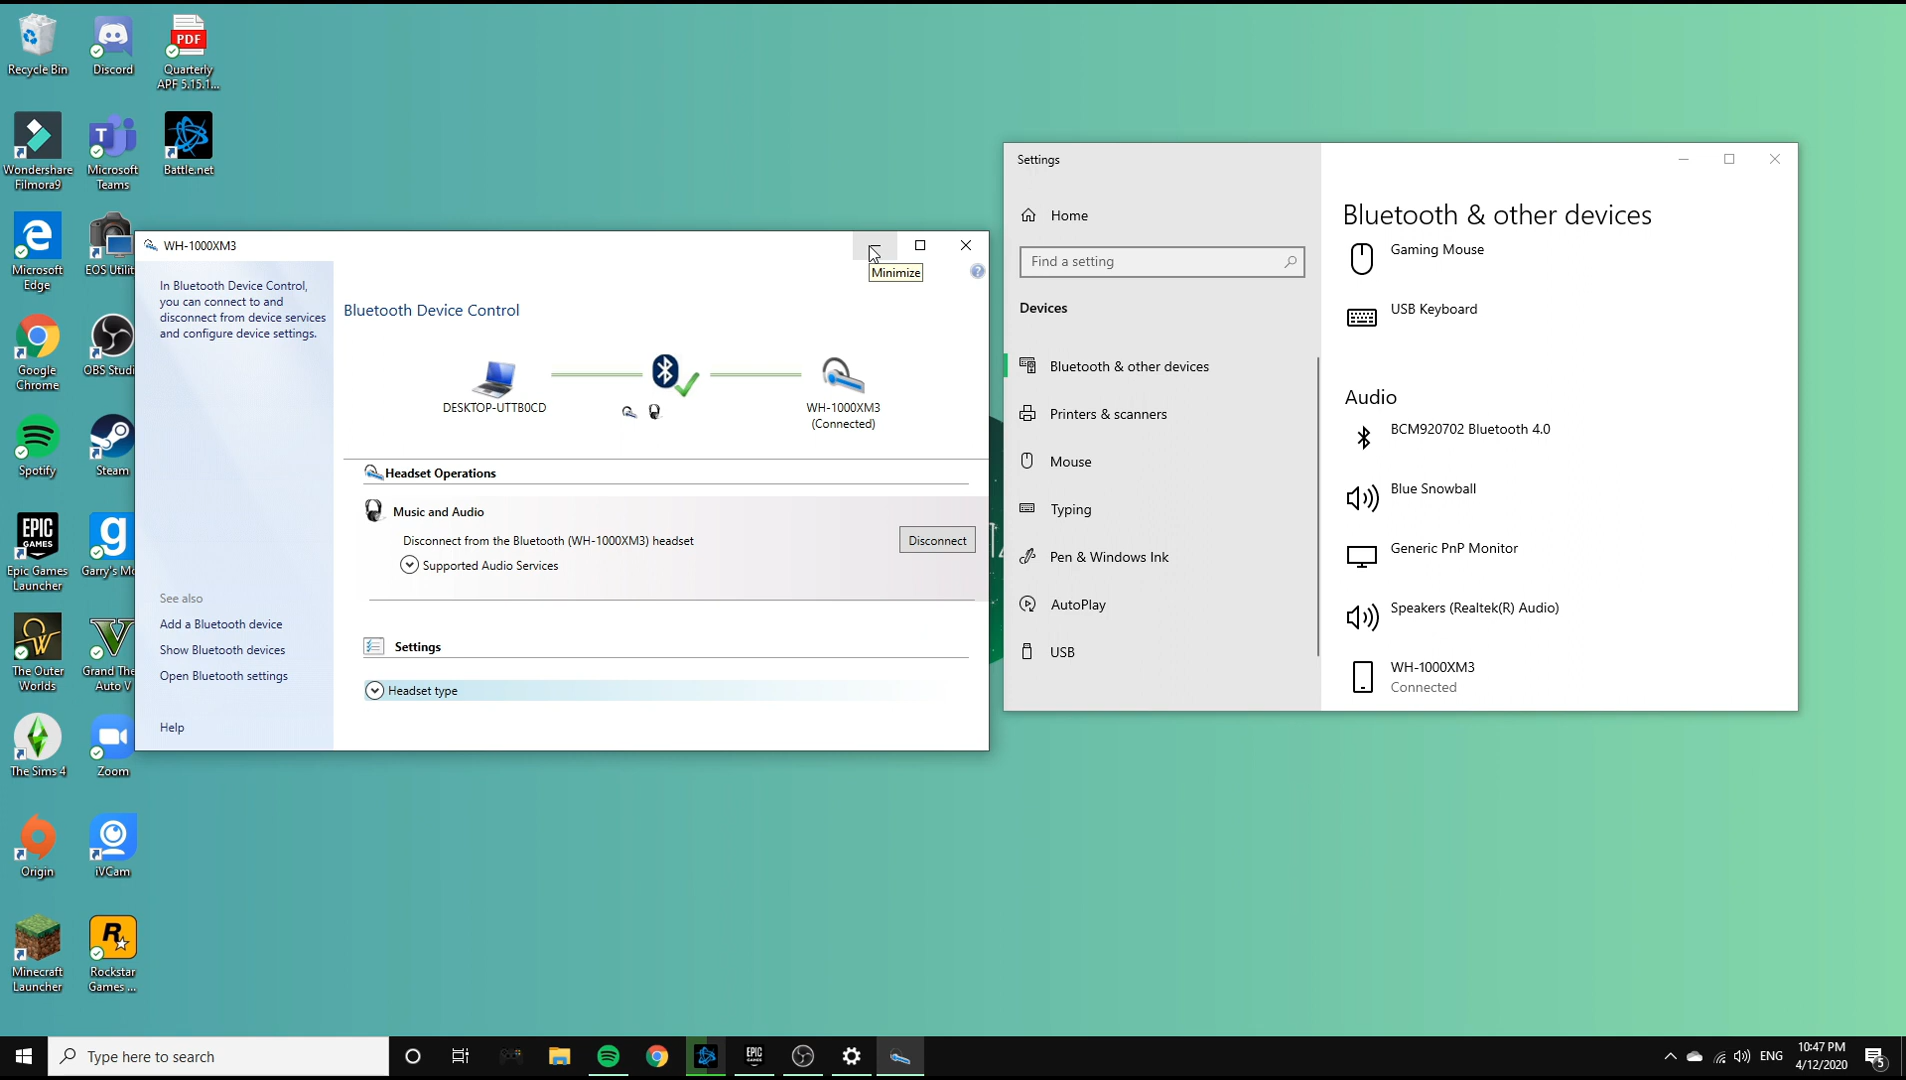 Recycle Bin
Discord
PDF
Quarterly
APF 5.15.1...
Wondershare
Filmora9
Microsoft
Teams
Battle.net
Microsoft
Edge
EOS Utilit
Google
Chrome
OBS Studi
Spotify
Steam
EPIC
GAMES
Epic Games
Launcher
Garry's Mo
The Outer
Worlds
Grand The
Auto V
The Sims 4
Zoom
Origin
iVCam
Minecraft
Launcher
Rockstar
Games ...
WH-1000XM3
Minimize
In Bluetooth Device Control,
you can connect to and
disconnect from device services
and configure device settings.
Bluetooth Device Control
DESKTOP-UTTB0CD
WH-1000XM3
(Connected)
Headset Operations
Music and Audio
Disconnect from the Bluetooth (WH-1000XM3) headset
Disconnect
Supported Audio Services
See also
Add a Bluetooth device
Show Bluetooth devices
Open Bluetooth settings
Help
Settings
Headset type
Settings
Home
Find a setting
Devices
Bluetooth & other devices
Printers & scanners
Mouse
Typing
Pen & Windows Ink
AutoPlay
USB
Bluetooth & other devices
Gaming Mouse
USB Keyboard
Audio
BCM920702 Bluetooth 4.0
Blue Snowball
Generic PnP Monitor
Speakers (Realtek(R) Audio)
WH-1000XM3
Connected
Type here to search
EPIC
GAMES
ENG
10:47 PM
4/12/2020
5